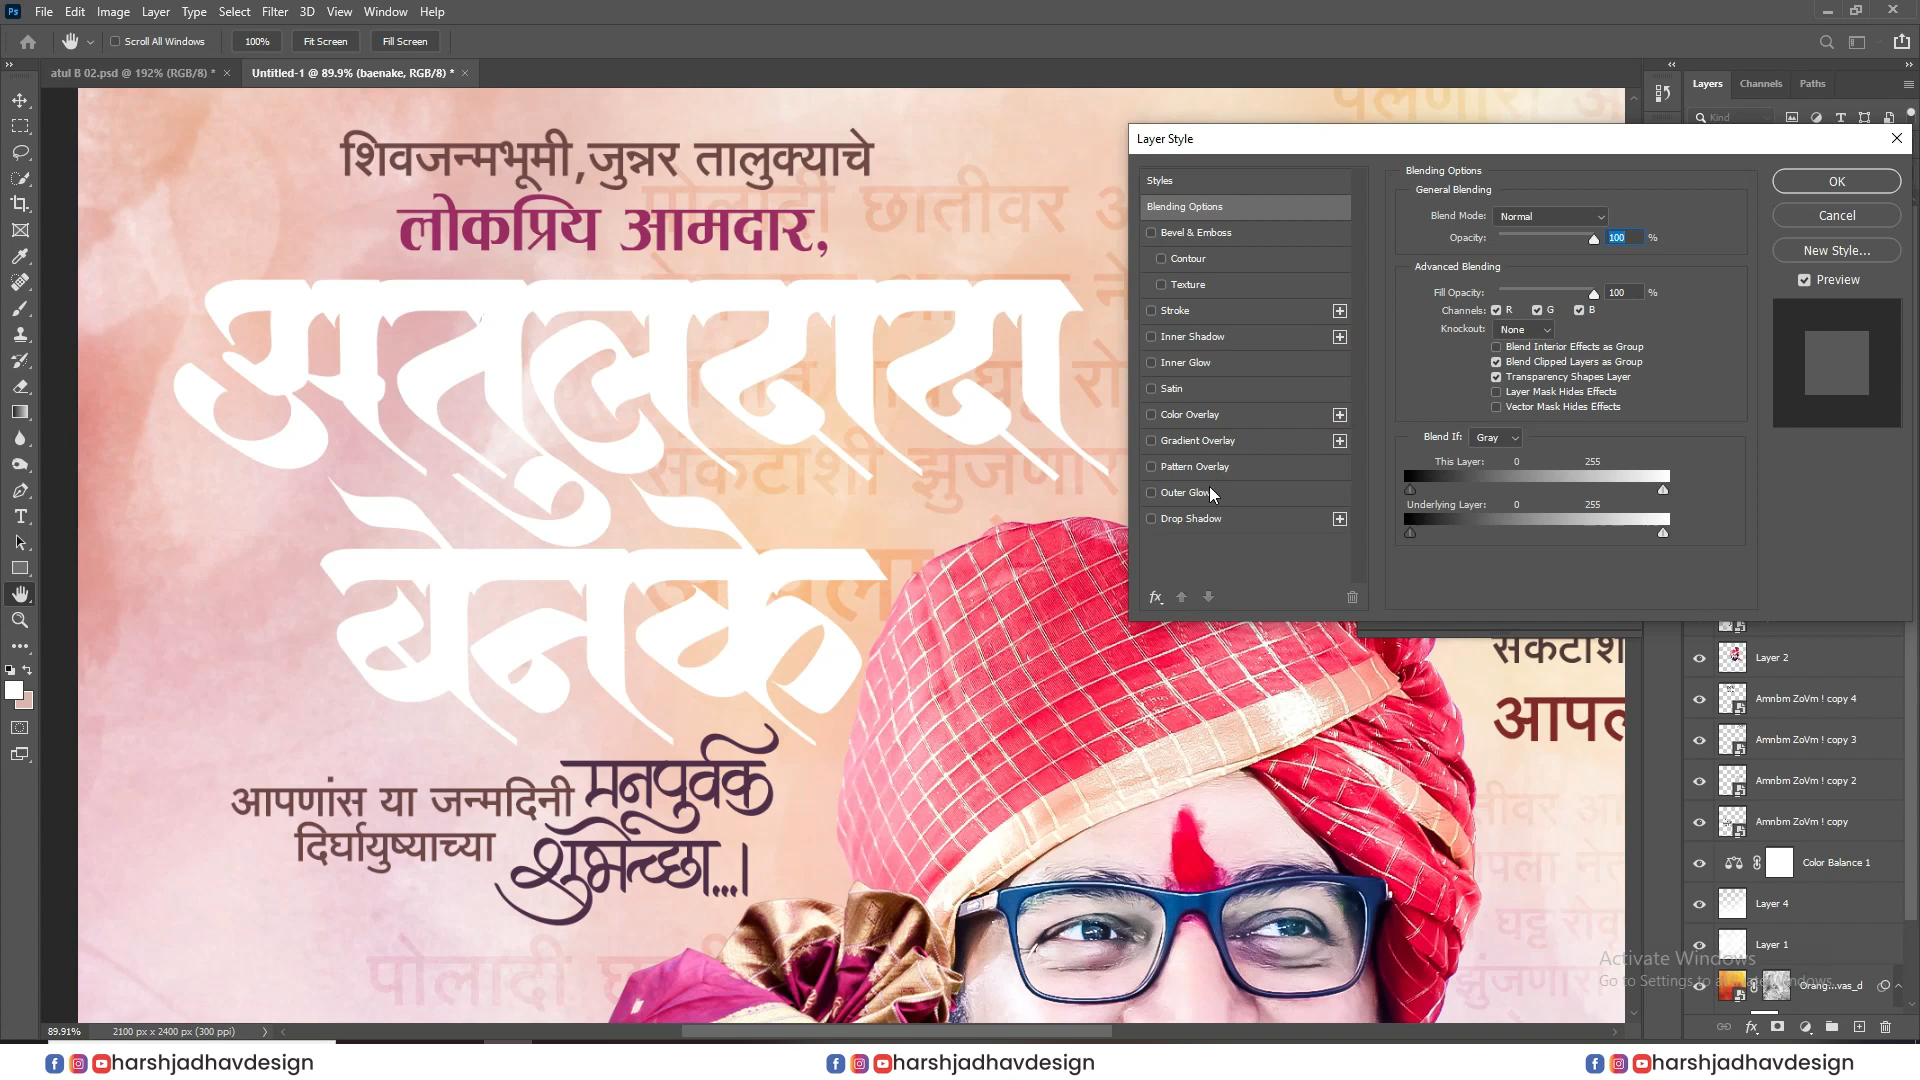 File Edit Image Layer Type Select Filter 3D View Window Help
Scroll All Windows 100% Fit Screen Fill Screen
atul B 02.psd @ 192% (RGB/8) * × Untitled-1 @ 89.9% (baenake, RGB/8) * ×
Layers Channels Paths
Kind
शिवजन्मभूमी,जुन्नर तालुक्याचे
लोकप्रिय आमदार,
अतुलदादा
बेनके
आपणांस या जन्मदिनी मनपुर्वक
दिर्घायुष्याच्या शुभेच्छा...।
पोलादी छातीवर
संकटाशी झुंजणार
पोलादी
Layer Style
Styles
Blending Options
Bevel & Emboss
Contour
Texture
Stroke
Inner Shadow
Inner Glow
Satin
Color Overlay
Gradient Overlay
Pattern Overlay
Outer Glow
Drop Shadow
fx
Blending Options
General Blending
Blend Mode: Normal
Opacity: 100 %
Advanced Blending
Fill Opacity: 100 %
Channels: R G B
Knockout: None
Blend Interior Effects as Group
Blend Clipped Layers as Group
Transparency Shapes Layer
Layer Mask Hides Effects
Vector Mask Hides Effects
Blend If: Gray
This Layer: 0 255
Underlying Layer: 0 255
OK
Cancel
New Style...
Preview
Layer 2
Amnbm ZoVm ! copy 4
Amnbm ZoVm ! copy 3
Amnbm ZoVm ! copy 2
Amnbm ZoVm ! copy
Color Balance 1
Layer 4
Layer 1
Orang...vas_d
Activate Windows
Go to Settings to activate Windows.
89.91% 2100 px x 2400 px (300 ppi)
harshjadhavdesign harshjadhavdesign harshjadhavdesign